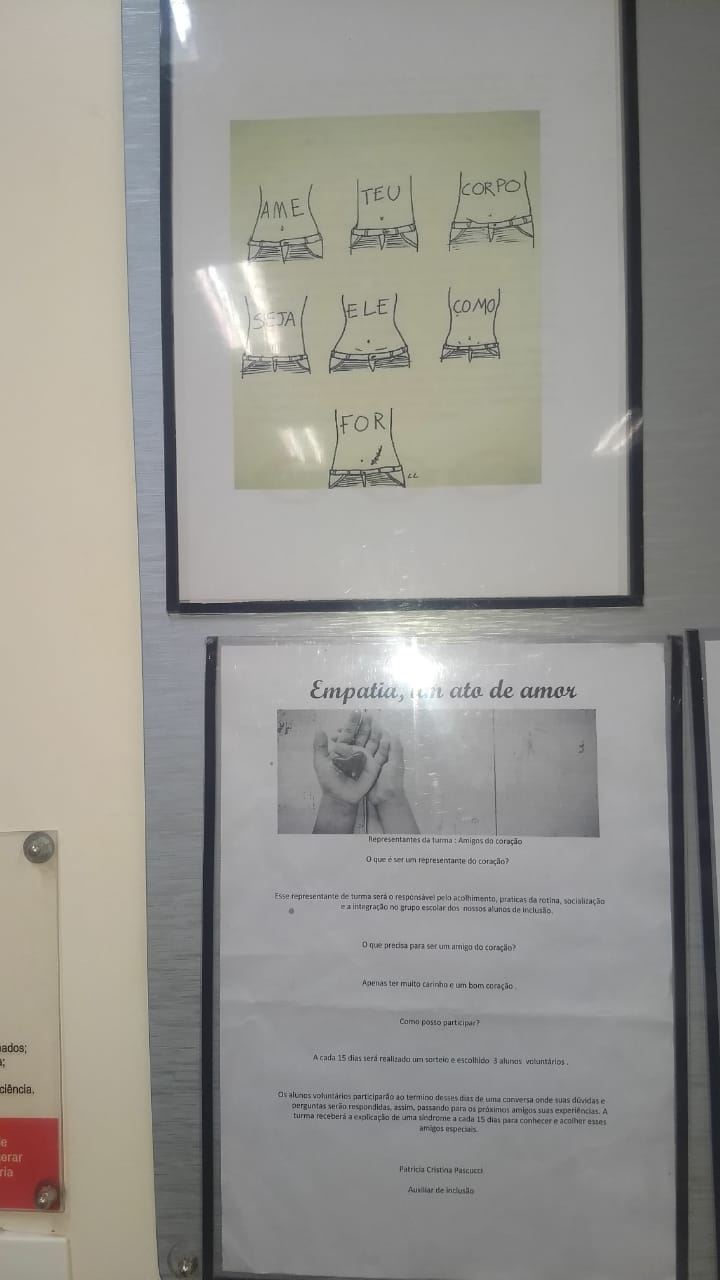 AME TEU CORPO
SEJA ELE COMO
FOR
LL
Empatia, um ato de amor
Representantes da turma : Amigos do coração
O que é ser um representante do coração?
Esse representante de turma será o responsável pelo acolhimento, praticas da rotina, socialização
e a integração no grupo escolar dos nossos alunos de inclusão.
O que precisa para ser um amigo do coração?
Apenas ter muito carinho e um bom coração .
Como posso participar?
A cada 15 dias será realizado um sorteio e escolhido 3 alunos voluntários .
Os alunos voluntários participarão ao termino desses dias de uma conversa onde suas dúvidas e
perguntas serão respondidas, assim, passando para os próximos amigos suas experiências. A
turma receberá a explicação de uma síndrome a cada 15 dias para conhecer e acolher esses
amigos especiais.
Patricia Cristina Pascucci
Auxiliar de inclusão
ados;
;
ciência.
e
erar
ria